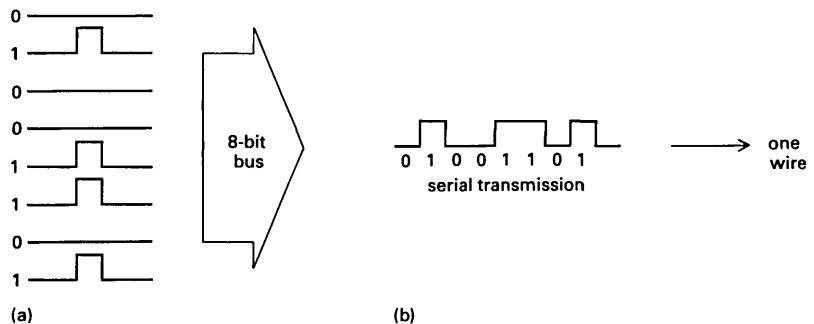 0
1
0
0
1
1
0
1
8-bit
bus
(a)
0 1 0 0 1 1 0 1
serial transmission
one
wire
(b)